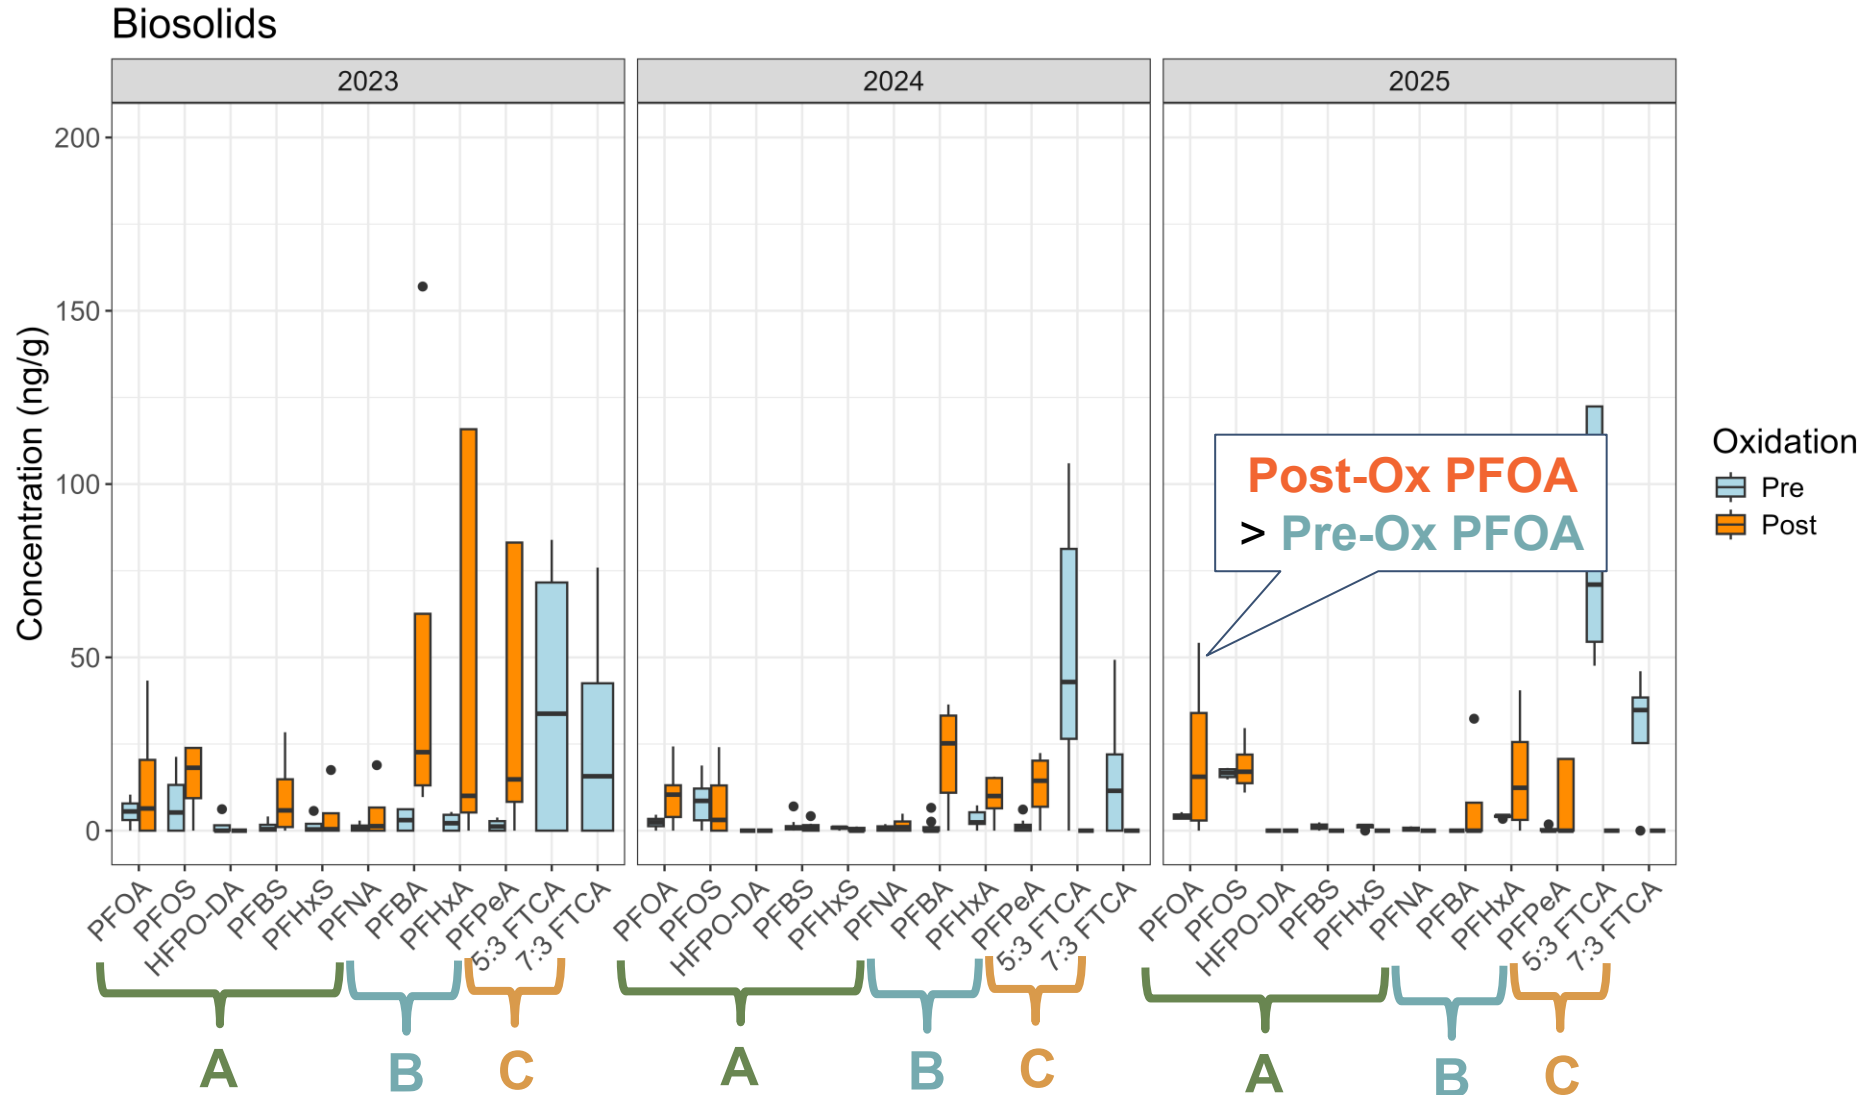 Biosolids
2023
2024
2025
200
150
100
50
0
Concentration (ng/g)
Post-Ox PFOA
> Pre-Ox PFOA
Oxidation
Pre
Post
PFOA
PFOS
HFPO-DA
PFBS
PFHxS
PFNA
PFBA
PFHxA
PFPeA
5:3 FTCA
7:3 FTCA
PFOA
PFOS
HFPO-DA
PFBS
PFHxS
PFNA
PFBA
PFHxA
PFPeA
5:3 FTCA
7:3 FTCA
PFOA
PFOS
HFPO-DA
PFBS
PFHxS
PFNA
PFBA
PFHxA
PFPeA
5:3 FTCA
7:3 FTCA
A
B
C
A
B
C
A
B
C